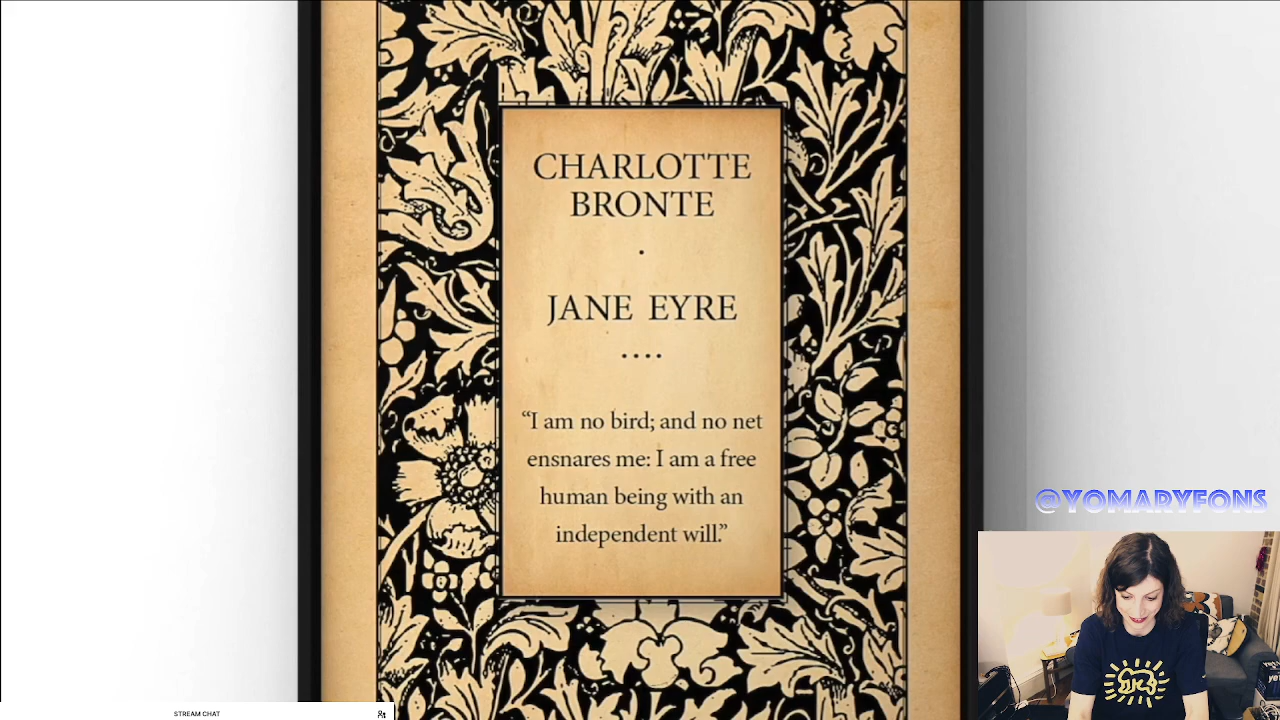 CHARLOTTE
BRONTE
.
JANE EYRE
....
“I am no bird; and no net
ensnares me: I am a free
human being with an
independent will.”
@YOMARYFONS
STREAM CHAT